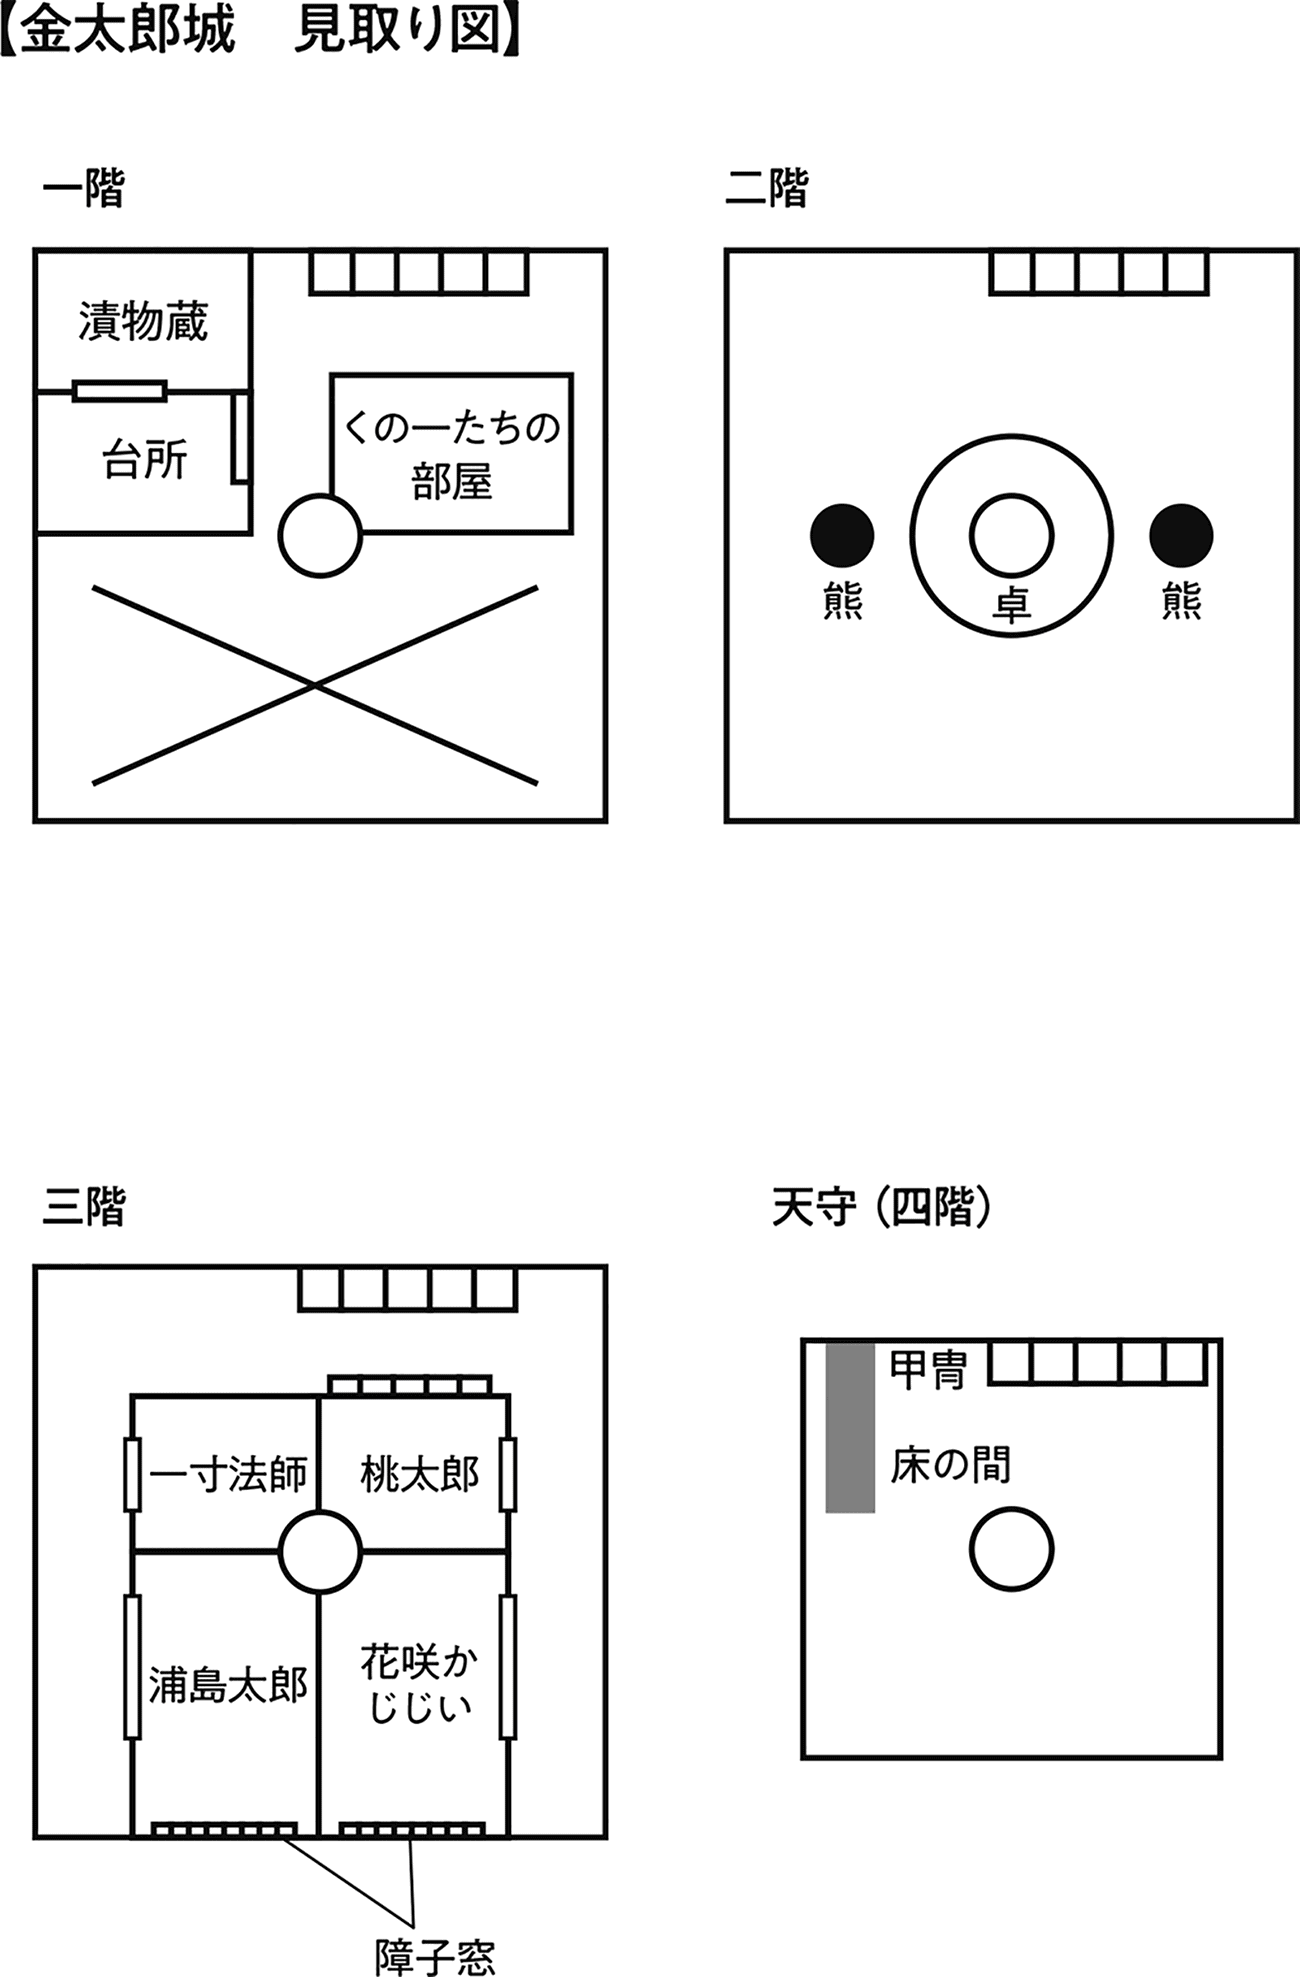 【金太郎城　見取り図】
一階
漬物蔵
台所
くの一たちの
部屋
二階
熊
卓
熊
三階
一寸法師
桃太郎
浦島太郎
花咲か
じじい
障子窓
天守（四階）
甲冑
床の間